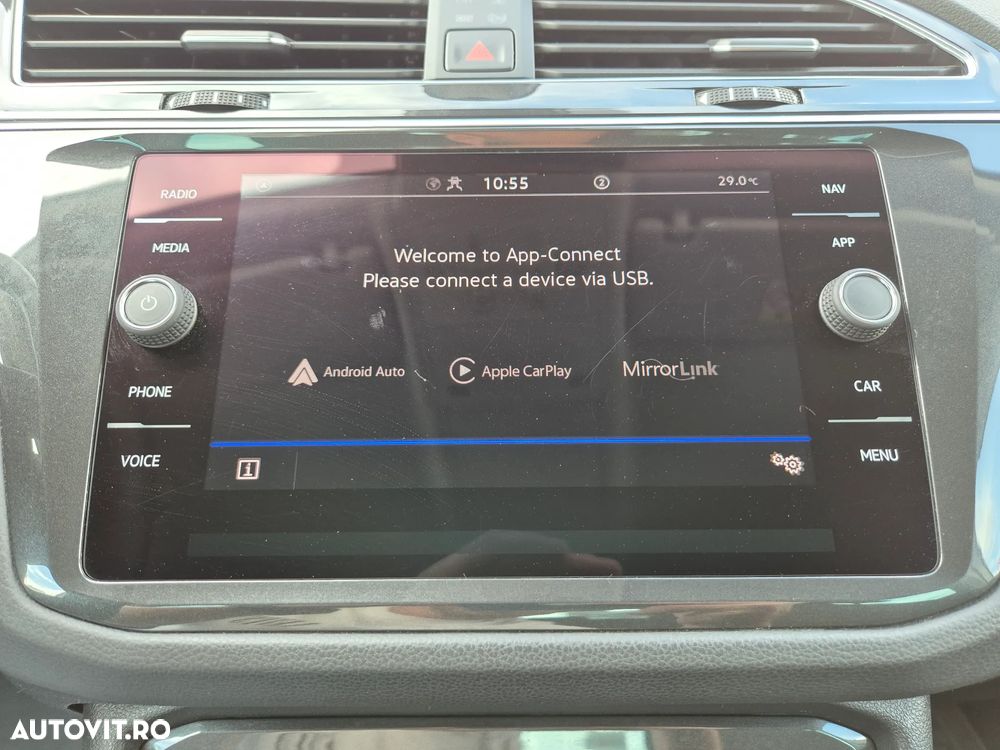 RADIO
MEDIA
PHONE
VOICE
10:55
2
29.0°C
Welcome to App-Connect
Please connect a device via USB.
Android Auto
Apple CarPlay
MirrorLink
i
NAV
APP
CAR
MENU
AUTOVIT.RO